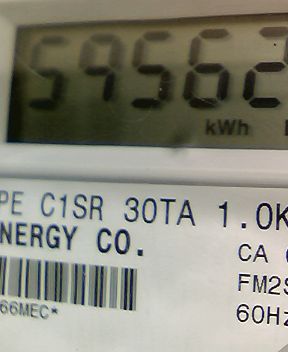 59562
kWh
PE C1SR 30TA 1.0K
NERGY CO.
CA
FM2S
60Hz
66MEC*